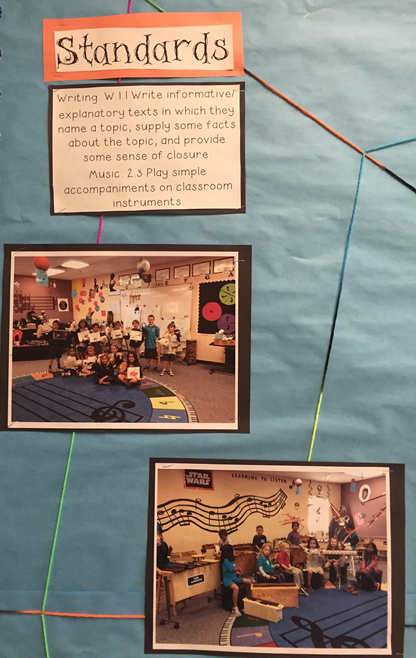 Standards
Writing: W 1.1 Write informative/
explanatory texts in which they
name a topic, supply some facts
about the topic, and provide
some sense of closure
Music: 2.3 Play simple
accompaniments on classroom
instruments
STAR
WARS
LEARNING TO LISTEN